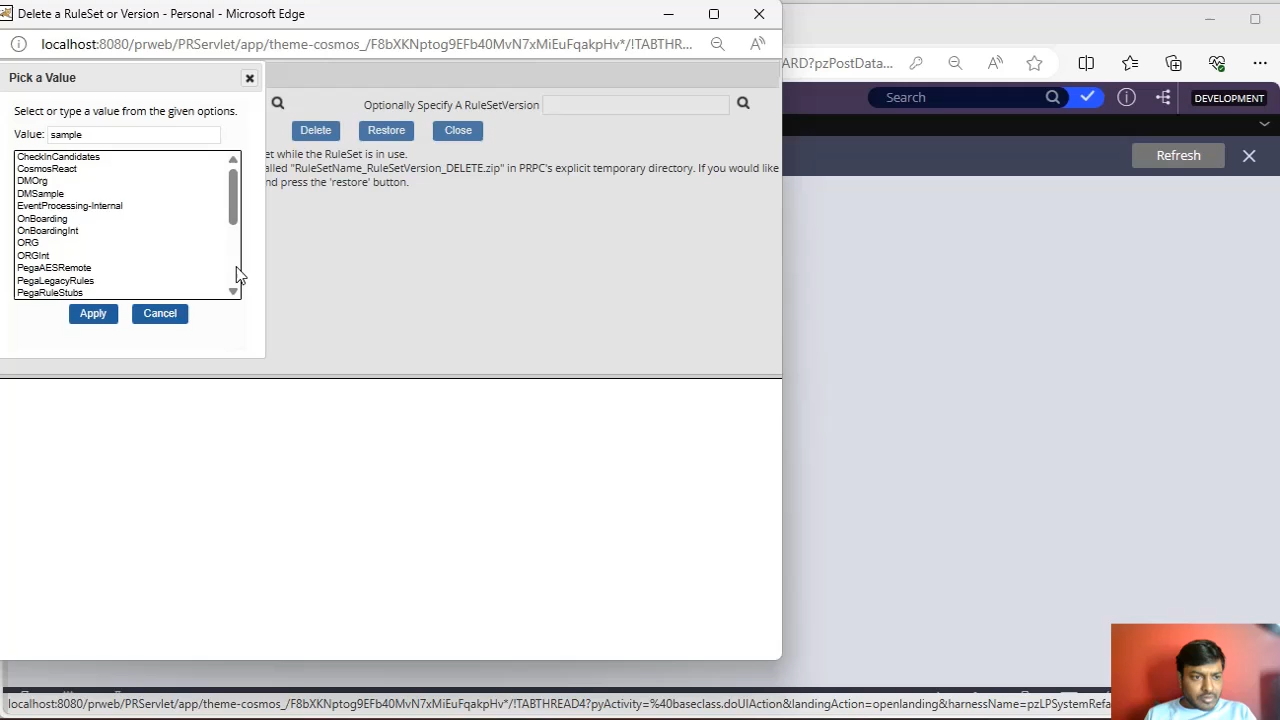 Delete a RuleSet or Version - Personal - Microsoft Edge
localhost:8080/prweb/PRServlet/app/theme-cosmos_/F8bXKNptog9EFb40MvN7xMiEuFqakpHv*/!TABTHR...
ARD?pzPostData...
Pick a Value
Search
DEVELOPMENT
Optionally Specify A RuleSetVersion
Select or type a value from the given options.
Value: sample
Delete
Restore
Close
Refresh
et while the RuleSet is in use.
alled "RuleSetName_RuleSetVersion_DELETE.zip" in PRPC's explicit temporary directory. If you would like
nd press the 'restore' button.
CheckInCandidates
CosmosReact
DMOrg
DMSample
EventProcessing-Internal
OnBoarding
OnBoardingInt
ORG
ORGInt
PegaAESRemote
PegaLegacyRules
PegaRuleStubs
Apply
Cancel
localhost:8080/prweb/PRServlet/app/theme-cosmos_/F8bXKNptog9EFb40MvN7xMiEuFqakpHv*/!TABTHREAD4?pyActivity=%40baseclass.doUIAction&landingAction=openlanding&harnessName=pzLPSystemRefa